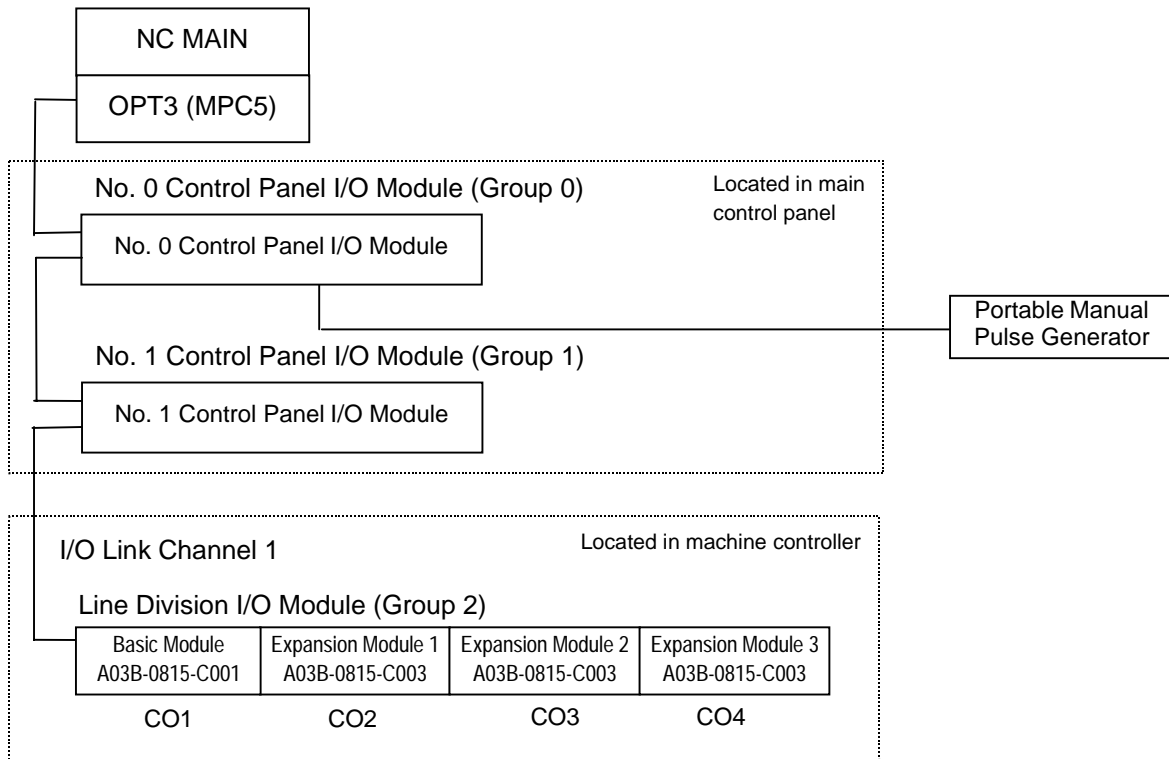 NC MAIN
OPT3 (MPC5)
No. 0 Control Panel I/O Module (Group 0)
Located in main
control panel
No. 0 Control Panel I/O Module
Portable Manual
Pulse Generator
No. 1 Control Panel I/O Module (Group 1)
No. 1 Control Panel I/O Module
I/O Link Channel 1
Located in machine controller
Line Division I/O Module (Group 2)
Basic Module
A03B-0815-C001
Expansion Module 1
A03B-0815-C003
Expansion Module 2
A03B-0815-C003
Expansion Module 3
A03B-0815-C003
CO1
CO2
CO3
CO4